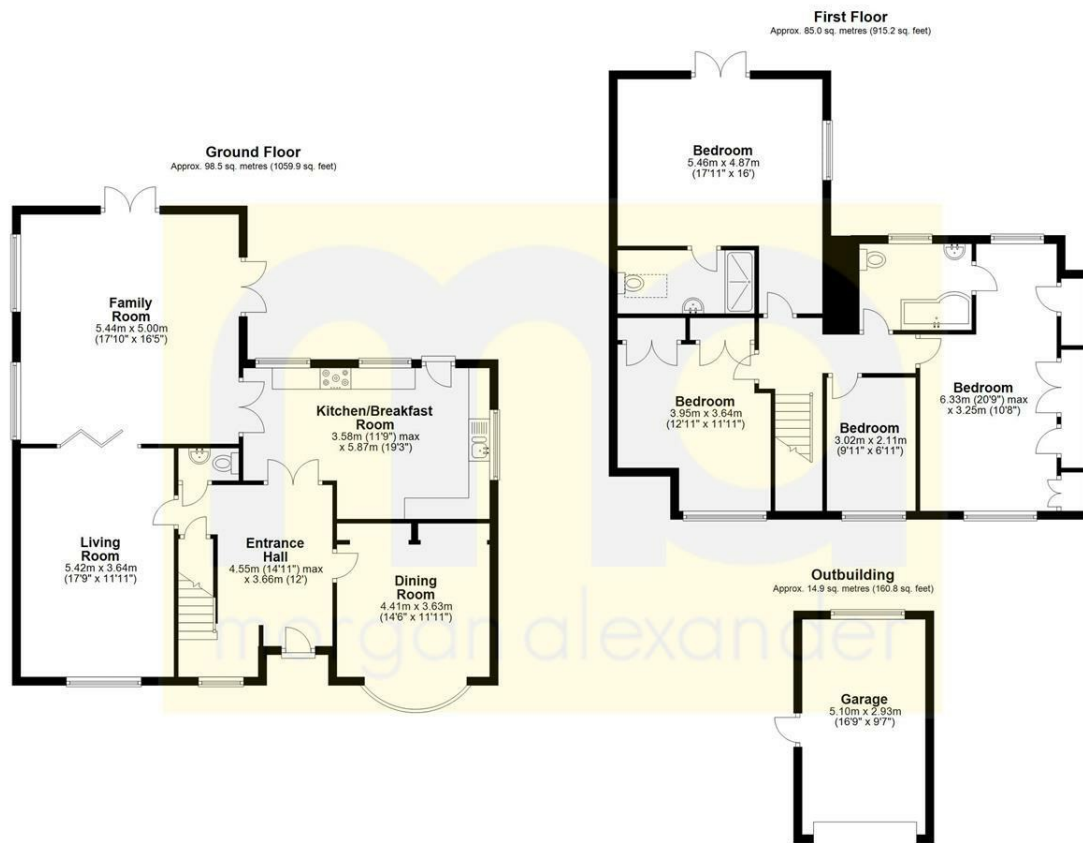 Ground Floor
Approx. 98.5 sq. metres (1059.9 sq. feet)
Family
Room
5.44m x 5.00m
(17'10" x 16'5")
Kitchen/Breakfast
Room
3.58m (11'9") max
x 5.87m (19'3")
Living
Room
5.42m x 3.64m
(17'9" x 11'11")
Entrance
Hall
4.55m (14'11") max
x 3.66m (12')
Dining
Room
4.41m x 3.63m
(14'6" x 11'11")
First Floor
Approx. 85.0 sq. metres (915.2 sq. feet)
Bedroom
5.46m x 4.87m
(17'11" x 16')
Bedroom
3.95m x 3.64m
(12'11" x 11'11")
Bedroom
3.02m x 2.11m
(9'11" x 6'11")
Bedroom
6.33m (20'9") max
x 3.25m (10'8")
Outbuilding
Approx. 14.9 sq. metres (160.8 sq. feet)
Garage
5.10m x 2.93m
(16'9" x 9'7")
ma
morgan alexander